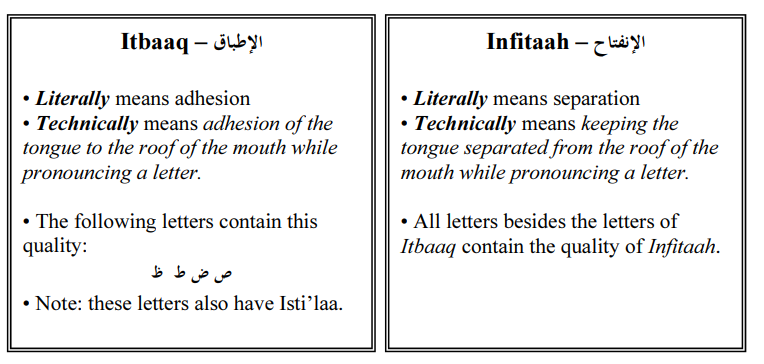 Itbaaq – الإطباق
• Literally means adhesion
• Technically means adhesion of the
tongue to the roof of the mouth while
pronouncing a letter.
• The following letters contain this
quality:
ص ض ط ظ
• Note: these letters also have Isti’laa.
Infitaah – الإنفتاح
• Literally means separation
• Technically means keeping the
tongue separated from the roof of the
mouth while pronouncing a letter.
• All letters besides the letters of
Itbaaq contain the quality of Infitaah.